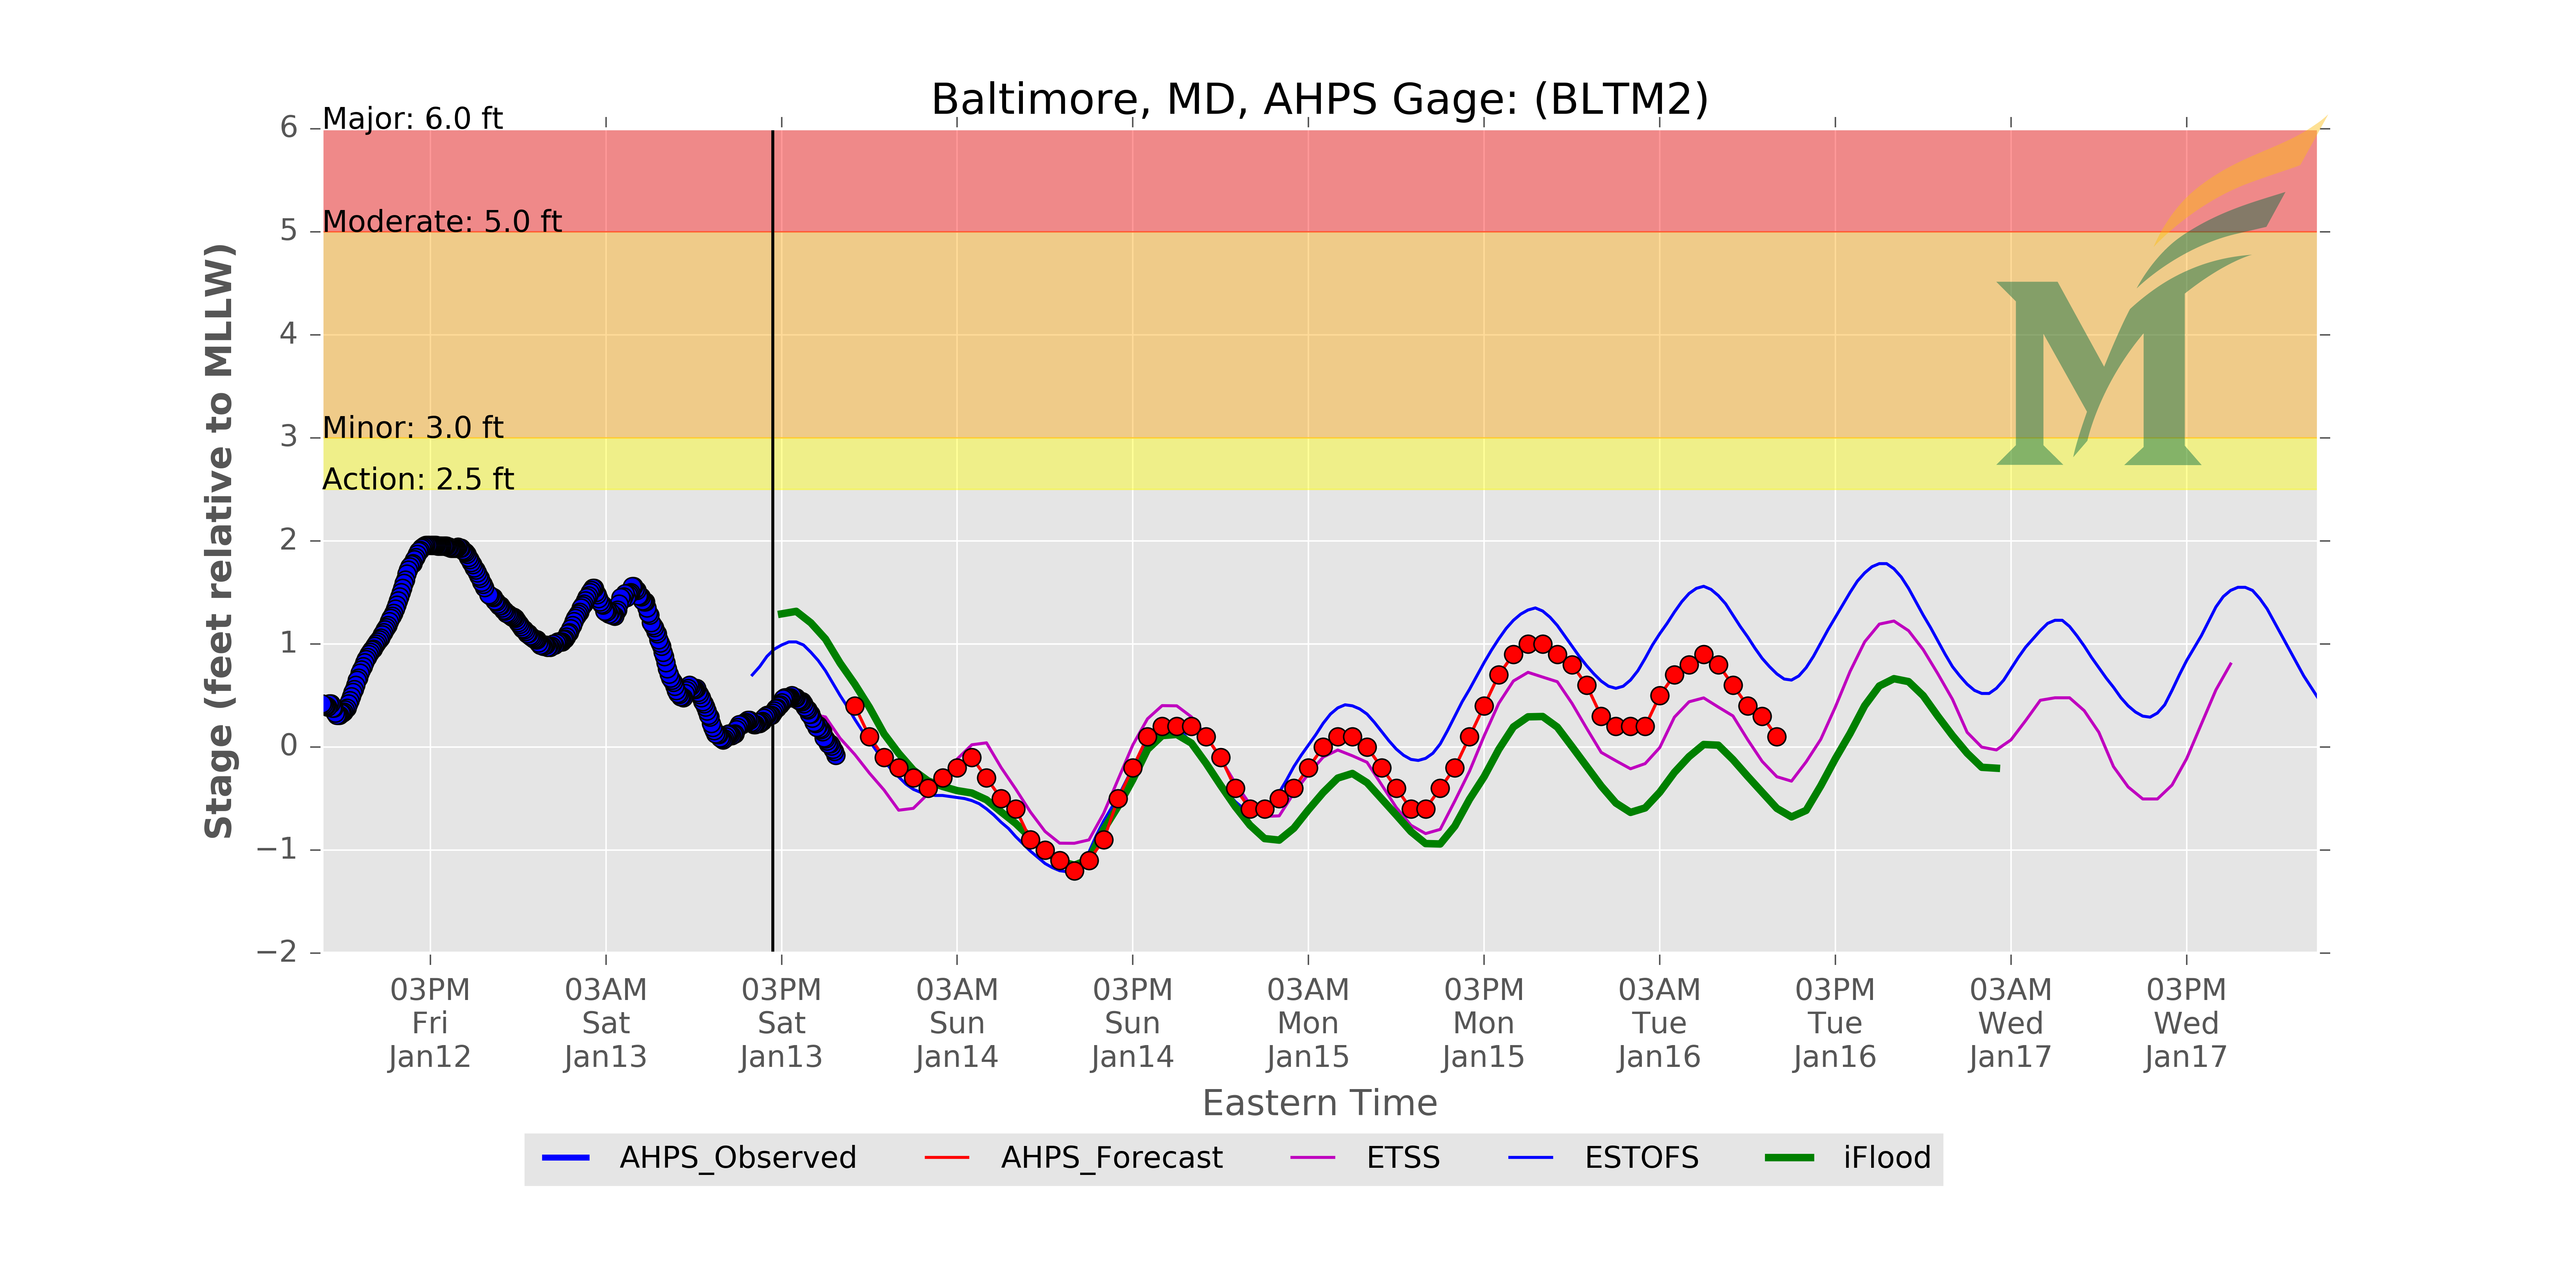 Baltimore, MD, AHPS Gage: (BLTM2)
Major: 6.0 ft
Moderate: 5.0 ft
Minor: 3.0 ft
Action: 2.5 ft
6
5
4
3
2
1
0
−1
−2
Stage (feet relative to MLLW)
03PM 03AM 03PM 03AM 03PM 03AM 03PM 03AM 03PM 03AM 03PM
Fri Sat Sat Sun Sun Mon Mon Tue Tue Wed Wed
Jan12 Jan13 Jan13 Jan14 Jan14 Jan15 Jan15 Jan16 Jan16 Jan17 Jan17
Eastern Time
AHPS_Observed AHPS_Forecast ETSS ESTOFS iFlood
M